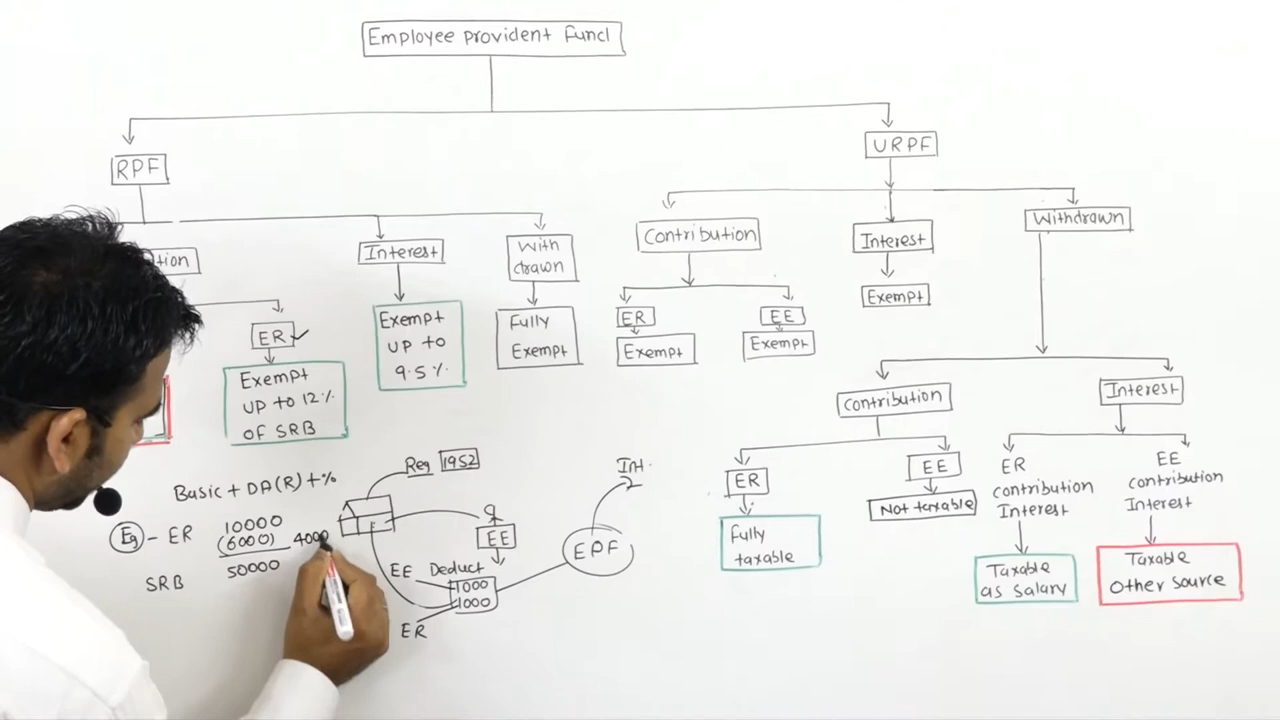 Employee provident fund
RPF
URPF
tion
Interest
With
drawn
Contribution
Interest
Withdrawn
ER
Exempt
UP to 12%
of SRB
Exempt
UP to
9.5%
Fully
Exempt
ER
Exempt
EE
Exempt
Exempt
Contribution
Interest
ER
Fully
taxable
EE
Not taxable
ER
contribution
Interest
Taxable
as salary
EE
contribution
Interest
Taxable
Other source
Basic + DA(R) + %
Eg - ER 10000
(6000) 4000
SRB 50000
Reg 1952
EE
EE Deduct
1000
1000
ER
EPF
Int.